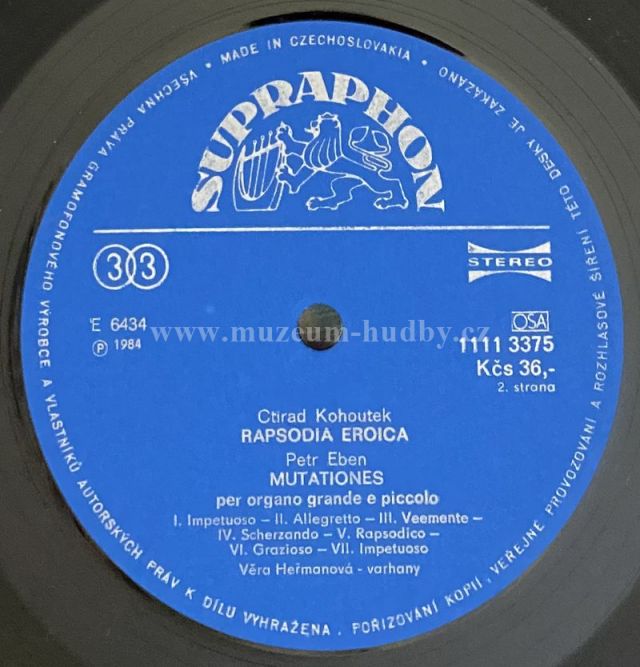 VŠECHNA PRÁVA GRAMOFONOVÉHO VÝROBCE A VLASTNÍKŮ AUTORSKÝCH PRÁV K DÍLU VYHRAŽENA . POŘIZOVÁNÍ KOPIÍ, VEŘEJNÉ PROVOZOVÁNÍ A ROZHLASOVÉ ŠÍŘENÍ TÉTO DESKY JE ZAKÁZÁNO • MADE IN CZECHOSLOVAKIA •
SUPRAPHON
33
STEREO
E 6434
OSA
℗ 1984
1111 3375
www.muzeum-hudby.cz
Kčs 36,-
2. strana
Ctirad Kohoutek
RAPSODIA EROICA
Petr Eben
MUTATIONES
per organo grande e piccolo
I. Impetuoso – II. Allegretto – III. Veemente –
IV. Scherzando – V. Rapsodico –
VI. Grazioso – VII. Impetuoso
Věra Heřmanová - varhany